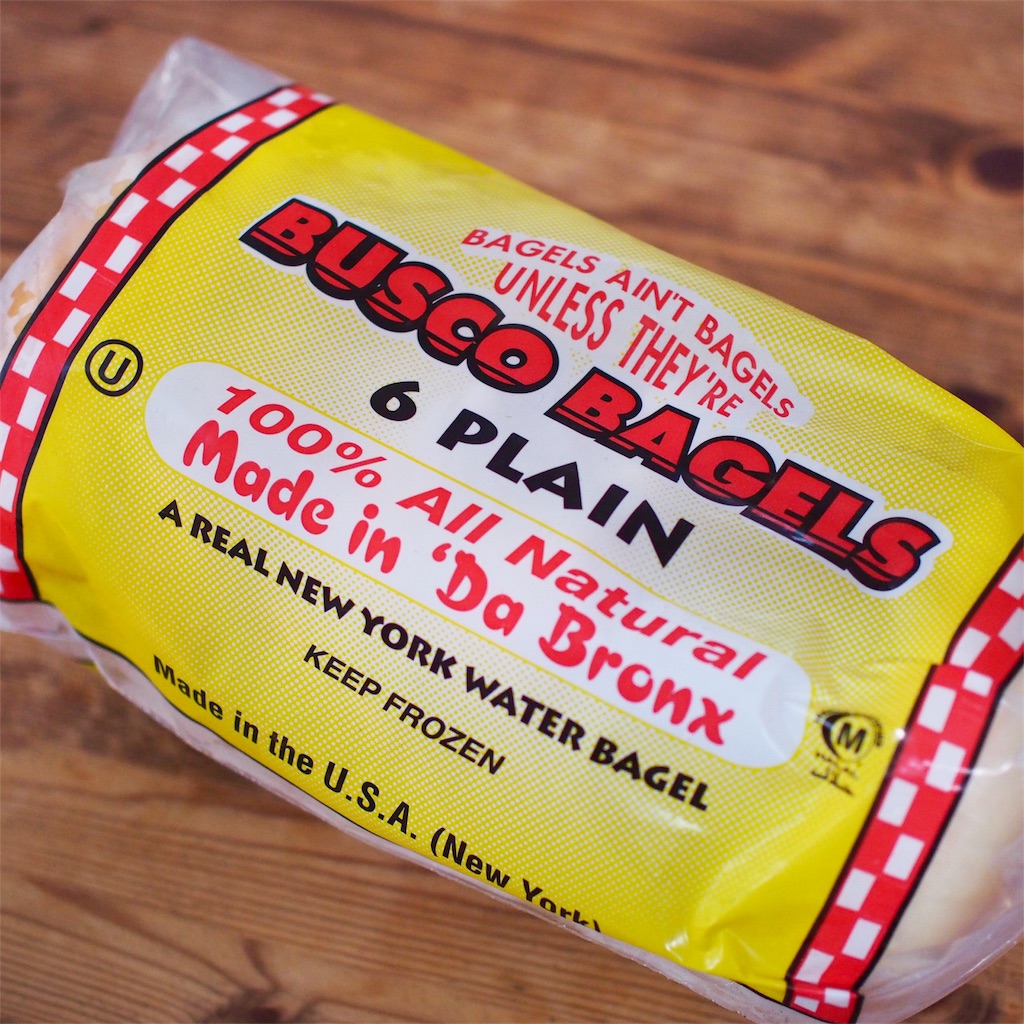 BAGELS AIN'T BAGELS
UNLESS THEY'RE
BUSCO BAGELS
6 PLAIN
100% All Natural
Made in 'Da Bronx
A REAL NEW YORK WATER BAGEL
KEEP FROZEN
Made in the U.S.A. (New York)
U
M